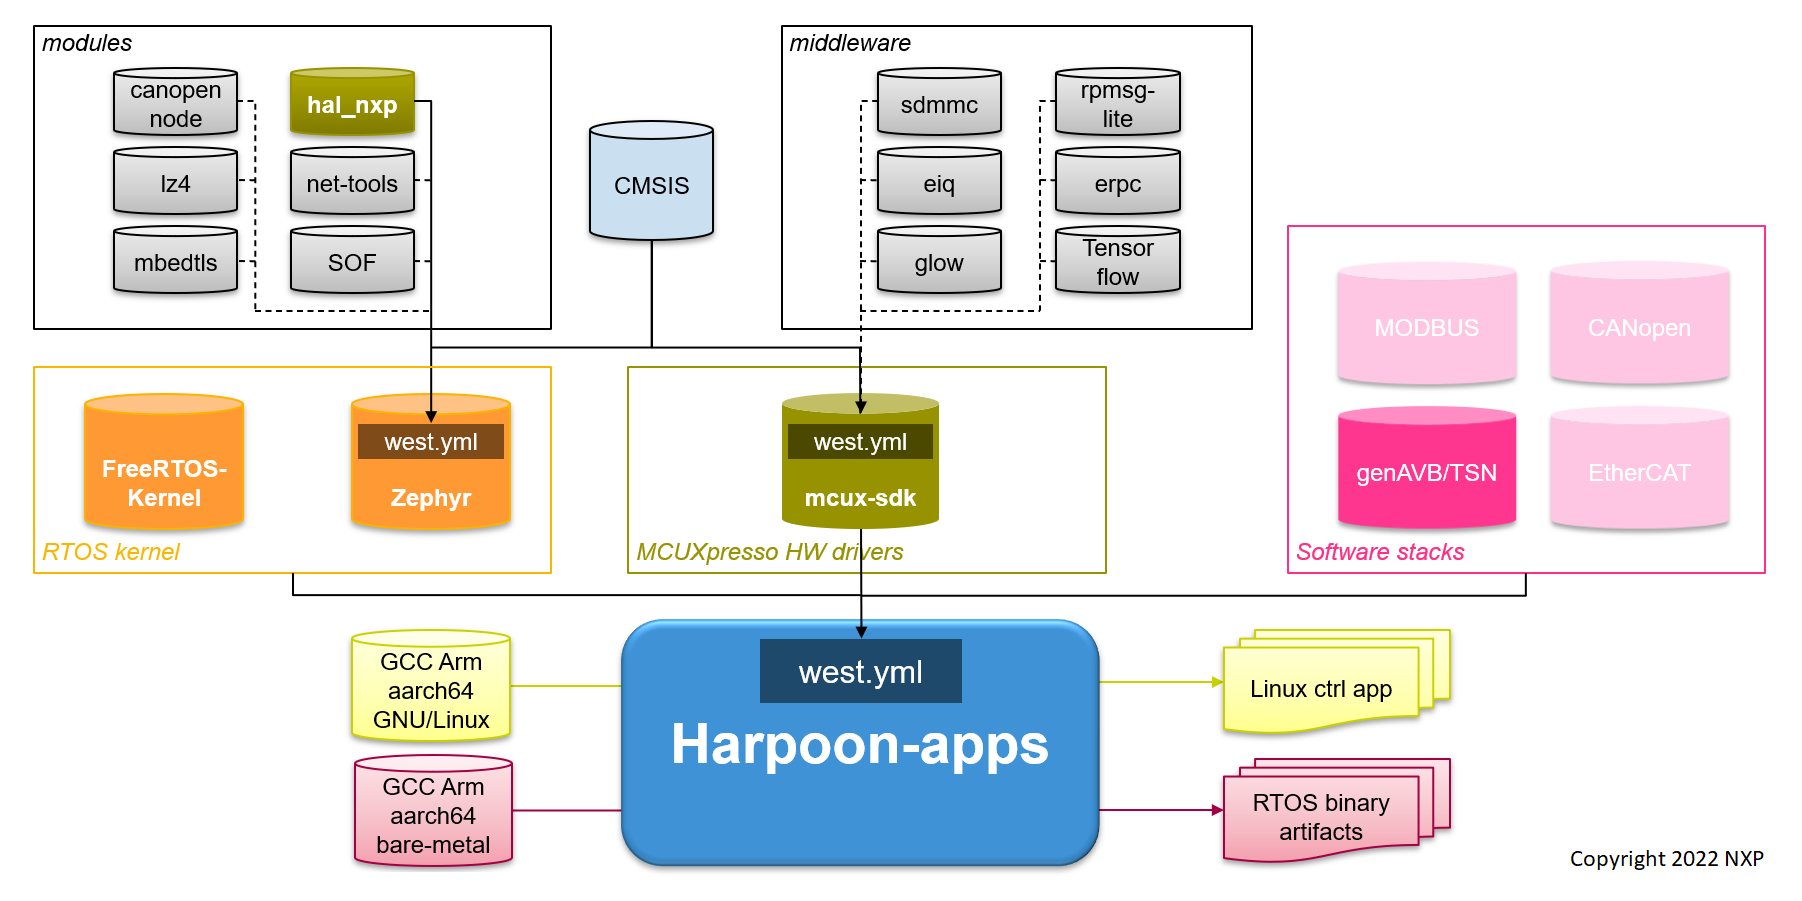 modules
canopen
node
hal_nxp
lz4
net-tools
mbedtls
SOF
CMSIS
middleware
sdmmc
rpmsg-
lite
eiq
erpc
glow
Tensor
flow
FreeRTOS-
Kernel
west.yml
Zephyr
RTOS kernel
west.yml
mcux-sdk
MCUXpresso HW drivers
MODBUS
CANopen
genAVB/TSN
EtherCAT
Software stacks
GCC Arm
aarch64
GNU/Linux
GCC Arm
aarch64
bare-metal
west.yml
Harpoon-apps
Linux ctrl app
RTOS binary
artifacts
Copyright 2022 NXP